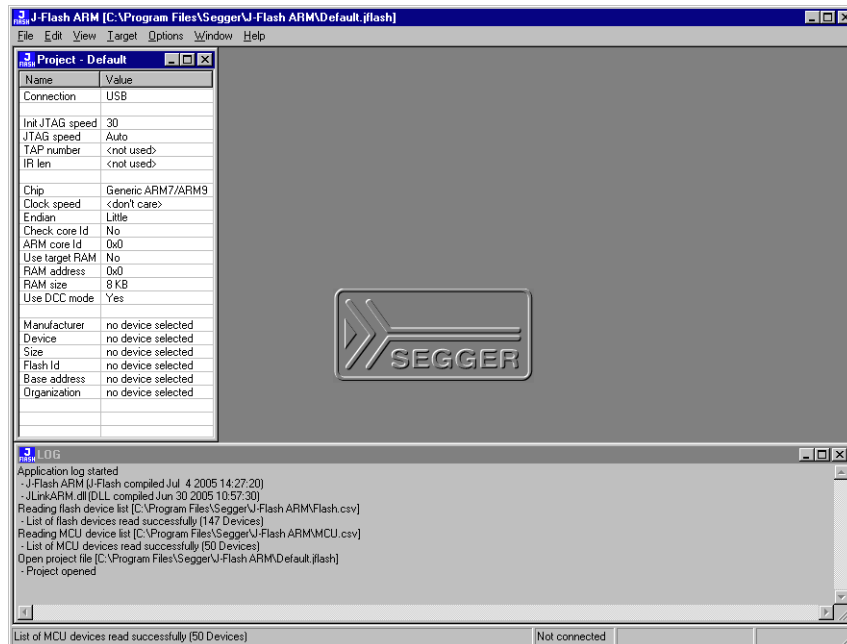 J-Flash ARM [C:\Program Files\Segger\J-Flash ARM\Default.jflash]
File Edit View Target Options Window Help
Project - Default
Name Value
Connection USB
Init JTAG speed 30
JTAG speed Auto
TAP number <not used>
IR len <not used>
Chip Generic ARM7/ARM9
Clock speed <don't care>
Endian Little
Check core Id No
ARM core Id 0x0
Use target RAM No
RAM address 0x0
RAM size 8 KB
Use DCC mode Yes
Manufacturer no device selected
Device no device selected
Size no device selected
Flash Id no device selected
Base address no device selected
Organization no device selected
SEGGER
LOG
Application log started
- J-Flash ARM (J-Flash compiled Jul 4 2005 14:27:20)
- JLinkARM.dll (DLL compiled Jun 30 2005 10:57:30)
Reading flash device list [C:\Program Files\Segger\J-Flash ARM\Flash.csv]
- List of flash devices read successfully (147 Devices)
Reading MCU device list [C:\Program Files\Segger\J-Flash ARM\MCU.csv]
- List of MCU devices read successfully (50 Devices)
Open project file [C:\Program Files\Segger\J-Flash ARM\Default.jflash]
- Project opened
List of MCU devices read successfully (50 Devices) Not connected